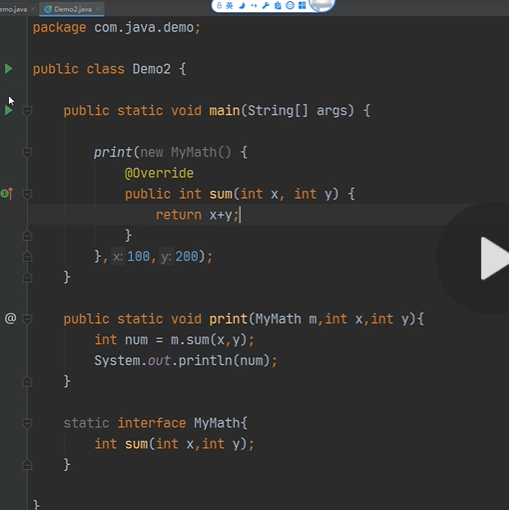 emo.java × Demo2.java ×
英
package com.java.demo;
public class Demo2 {
public static void main(String[] args) {
print(new MyMath() {
@Override
public int sum(int x, int y) {
return x+y;
}
}, x: 100, y: 200);
}
@ public static void print(MyMath m,int x,int y){
int num = m.sum(x,y);
System.out.println(num);
}
static interface MyMath{
int sum(int x,int y);
}
}